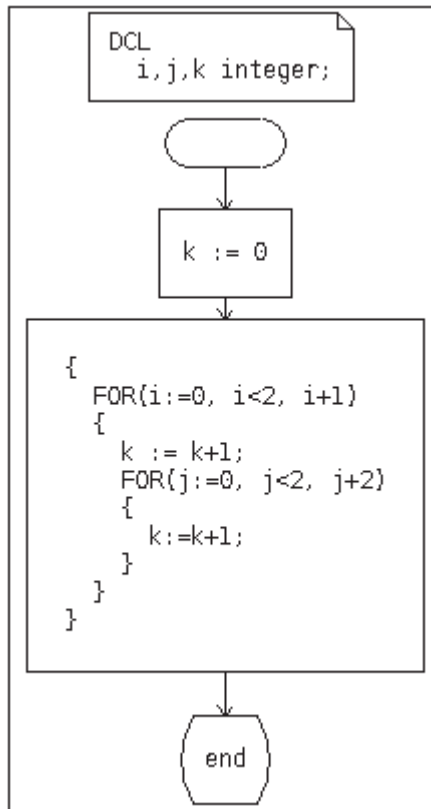 DCL
i,j,k integer;
k := 0
{
FOR(i:=0, i<2, i+1)
{
k := k+1;
FOR(j:=0, j<2, j+2)
{
k:=k+1;
}
}
}
end